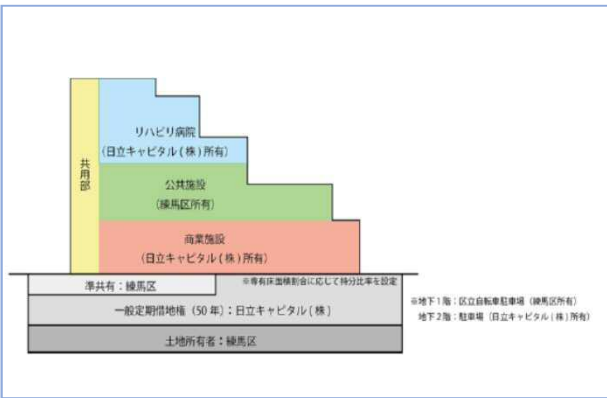 リハビリ病院
(日立キャピタル(株)所有)
共用部
公共施設
(練馬区所有)
商業施設
(日立キャピタル(株)所有)
準共有：練馬区
※専有床面積割合に応じて持分比率を設定
一般定期借地権(50年)：日立キャピタル(株)
土地所有者：練馬区
※地下1階：区立自転車駐車場(練馬区所有)
地下2階：駐車場(日立キャピタル(株)所有)